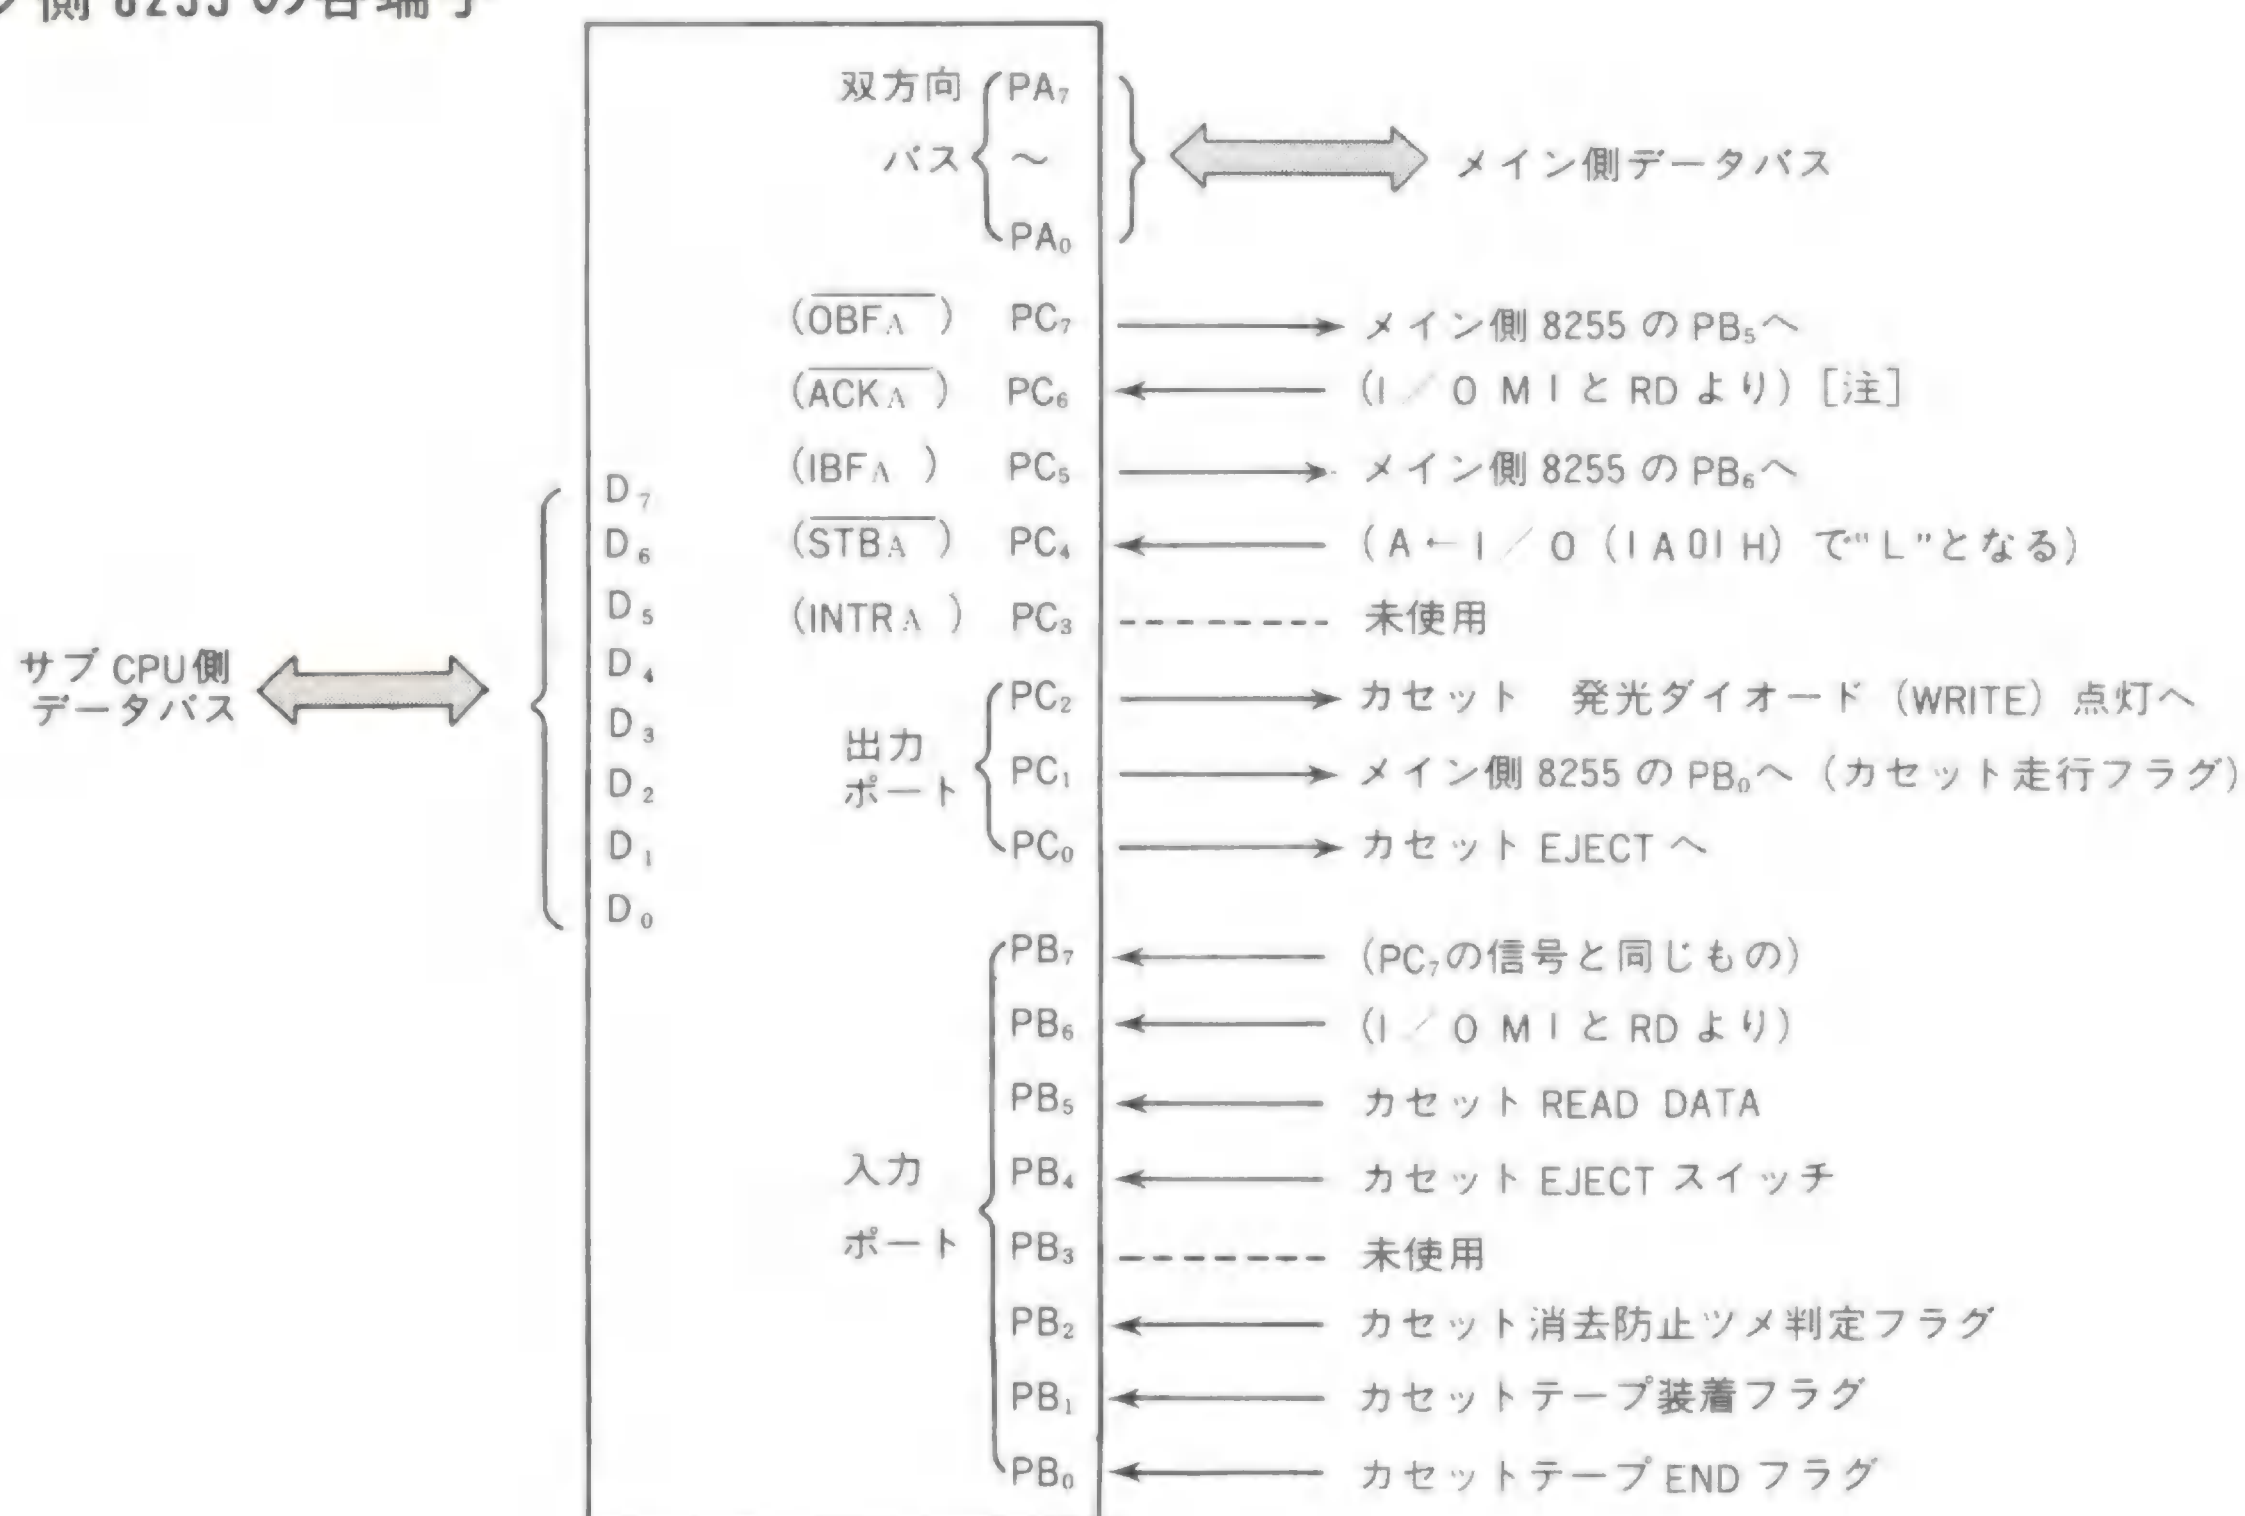 側 8255 の各端子
双方向 PA₇
バス ～ メイン側データバス
PA₀
(OBFA) PC₇ メイン側 8255 の PB₅へ
(ACKA) PC₆ (I／O M I と RD より) [注]
(IBFA) PC₅ メイン側 8255 の PB₆へ
(STBA) PC₄ (A←I／O (IA0IH) で"L"となる)
(INTRA) PC₃ 未使用
D₇
D₆
D₅
D₄
D₃
D₂
D₁
D₀
サブ CPU側
データバス
PC₂ カセット 発光ダイオード (WRITE) 点灯へ
出力
ポート
PC₁ メイン側 8255 の PB₀へ (カセット走行フラグ)
PC₀ カセット EJECT へ
PB₇ (PC₇の信号と同じもの)
PB₆ (I／O M I と RD より)
PB₅ カセット READ DATA
入力 PB₄ カセット EJECT スイッチ
ポート PB₃ 未使用
PB₂ カセット消去防止ツメ判定フラグ
PB₁ カセットテープ装着フラグ
PB₀ カセットテープ END フラグ